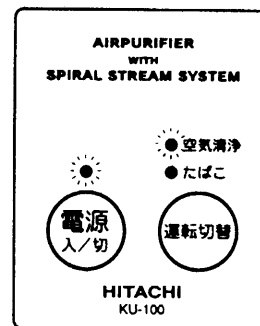 AIRPURIFIER
WITH
SPIRAL STREAM SYSTEM
空気清浄
たばこ
電源
入/切
運転切替
HITACHI
KU-100